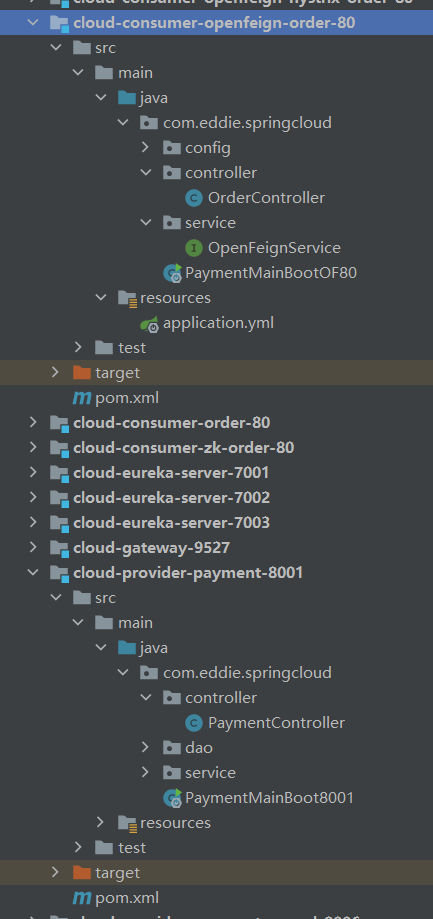 cloud-consumer-openfeign-hystrix-order-80
cloud-consumer-openfeign-order-80
src
main
java
com.eddie.springcloud
config
controller
OrderController
service
OpenFeignService
PaymentMainBootOF80
resources
application.yml
test
target
pom.xml
cloud-consumer-order-80
cloud-consumer-zk-order-80
cloud-eureka-server-7001
cloud-eureka-server-7002
cloud-eureka-server-7003
cloud-gateway-9527
cloud-provider-payment-8001
src
main
java
com.eddie.springcloud
controller
PaymentController
dao
service
PaymentMainBoot8001
resources
test
target
pom.xml